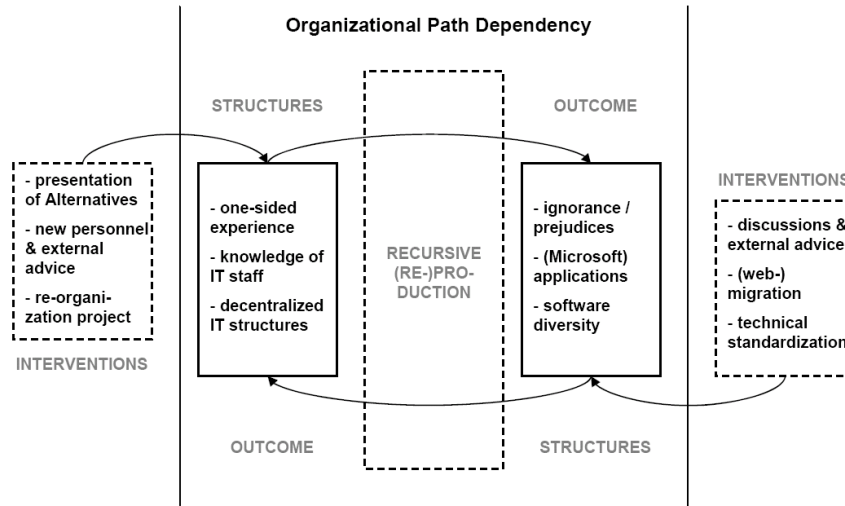 Organizational Path Dependency
STRUCTURES
OUTCOME
- presentation
of Alternatives
- new personnel
& external
advice
- re-organi-
zation project
INTERVENTIONS
- one-sided
experience
- knowledge of
IT staff
- decentralized
IT structures
RECURSIVE
(RE-)PRO-
DUCTION
- ignorance /
prejudices
- (Microsoft)
applications
- software
diversity
INTERVENTIONS
- discussions &
external advice
- (web-)
migration
- technical
standardization
OUTCOME
STRUCTURES